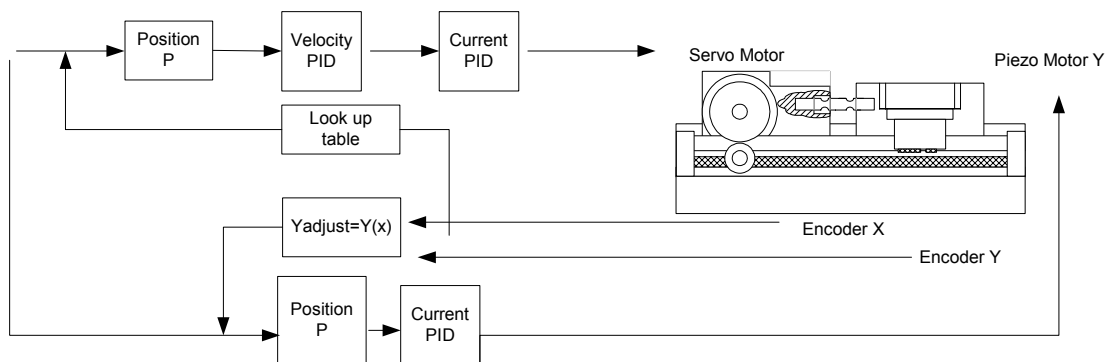 Position
P
Velocity
PID
Current
PID
Servo Motor
Piezo Motor Y
Look up
table
Yadjust=Y(x)
Encoder X
Encoder Y
Position
P
Current
PID